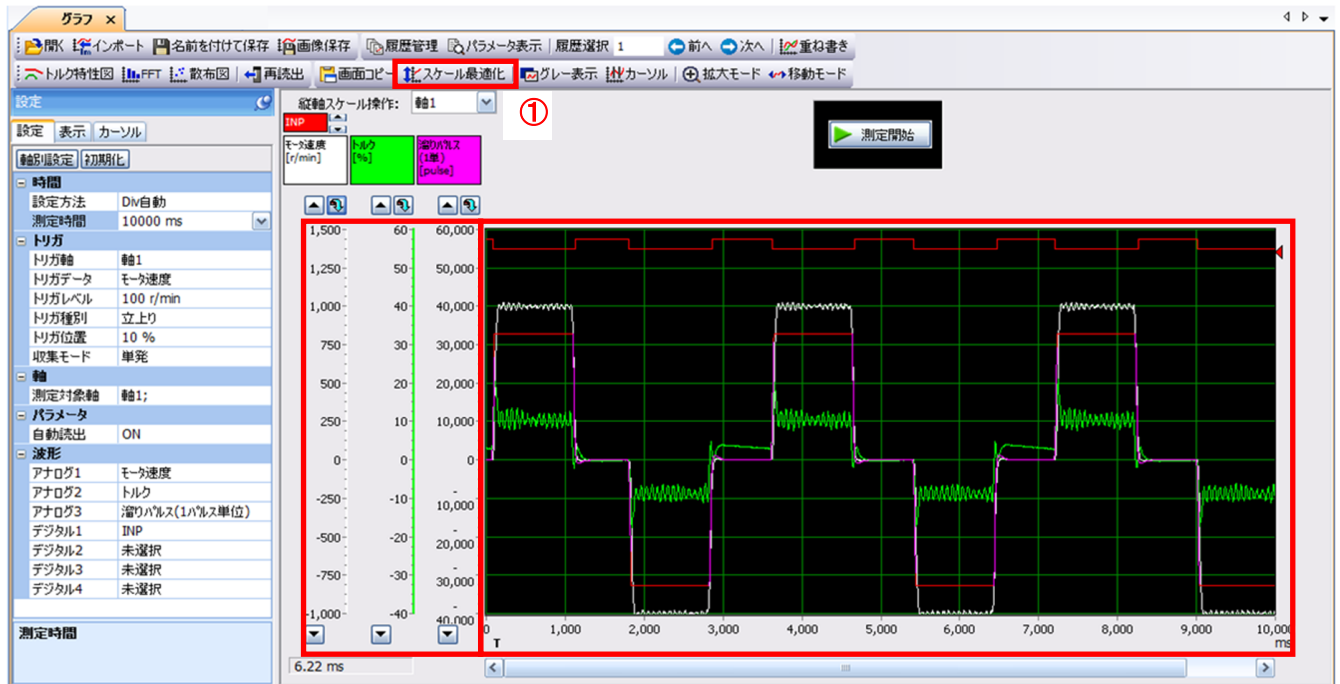 グラフ ×
開く インポート 名前を付けて保存 画像保存 履歴管理 パラメータ表示 履歴選択 1 前へ 次へ 重ね書き
トルク特性図 FFT 散布図 再読出 画面コピー スケール最適化 グレー表示 カーソル 拡大モード 移動モード
設定
設定 表示 カーソル
軸別設定 初期化
時間
設定方法 Div自動
測定時間 10000 ms
トリガ
トリガ軸 軸1
トリガデータ モータ速度
トリガレベル 100 r/min
トリガ種別 立上り
トリガ位置 10 %
収集モード 単発
軸
測定対象軸 軸1;
パラメータ
自動読出 ON
波形
アナログ1 モータ速度
アナログ2 トルク
アナログ3 溜りパルス(1パルス単位)
デジタル1 INP
デジタル2 未選択
デジタル3 未選択
デジタル4 未選択
測定時間
縦軸スケール操作: 軸1
①
測定開始
INP
モータ速度 [r/min]
トルク [%]
溜りパルス (1単) [pulse]
1,500 60 60,000
1,250 50 50,000
1,000 40 40,000
750 30 30,000
500 20 20,000
250 10 10,000
0 0 0
-250 -10 -10,000
-500 -20 -20,000
-750 -30 -30,000
-1,000 -40 -40,000
0 1,000 2,000 3,000 4,000 5,000 6,000 7,000 8,000 9,000 10,000
T ms
6.22 ms